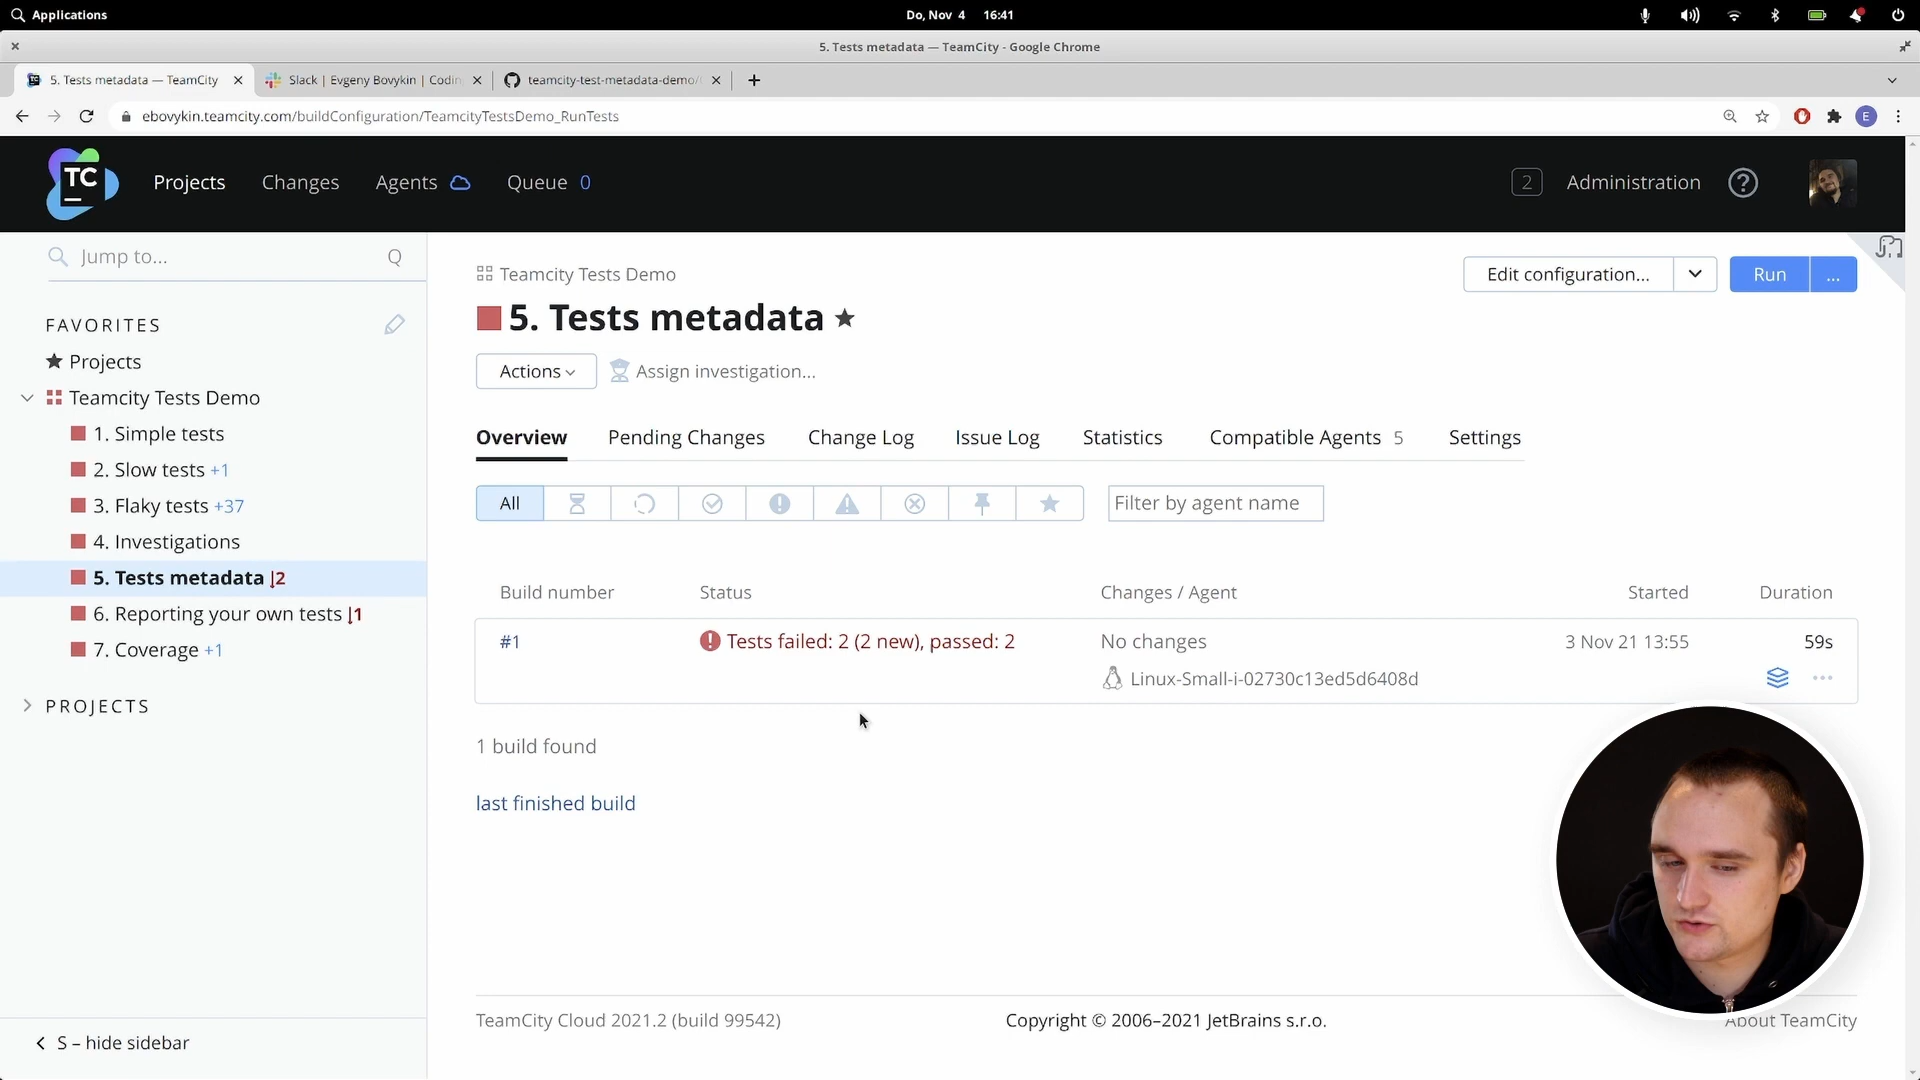 Applications
Do, Nov 4 16:41
5. Tests metadata — TeamCity - Google Chrome
5. Tests metadata — TeamCity
Slack | Evgeny Bovykin | Codin
teamcity-test-metadata-demo/
ebovykin.teamcity.com/buildConfiguration/TeamcityTestsDemo_RunTests
E
TC
Projects
Changes
Agents
Queue 0
2
Administration
?
Jump to...
Q
Teamcity Tests Demo
Edit configuration...
Run
...
5. Tests metadata
FAVORITES
Projects
Actions
Assign investigation...
Teamcity Tests Demo
1. Simple tests
2. Slow tests +1
3. Flaky tests +37
4. Investigations
5. Tests metadata 2
6. Reporting your own tests 1
7. Coverage +1
PROJECTS
Overview
Pending Changes
Change Log
Issue Log
Statistics
Compatible Agents 5
Settings
All
Filter by agent name
Build number
Status
Changes / Agent
Started
Duration
#1
Tests failed: 2 (2 new), passed: 2
No changes
3 Nov 21 13:55
59s
Linux-Small-i-02730c13ed5d6408d
1 build found
last finished build
TeamCity Cloud 2021.2 (build 99542)
Copyright © 2006–2021 JetBrains s.r.o.
About TeamCity
S – hide sidebar